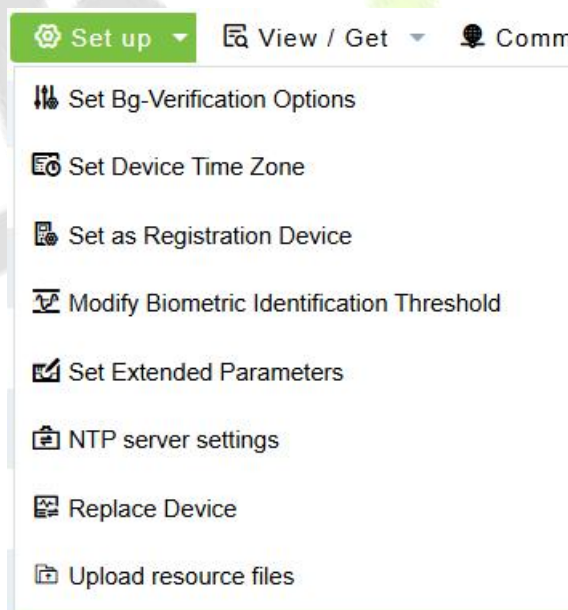 Set up View / Get Comm
Set Bg-Verification Options
Set Device Time Zone
Set as Registration Device
Modify Biometric Identification Threshold
Set Extended Parameters
NTP server settings
Replace Device
Upload resource files